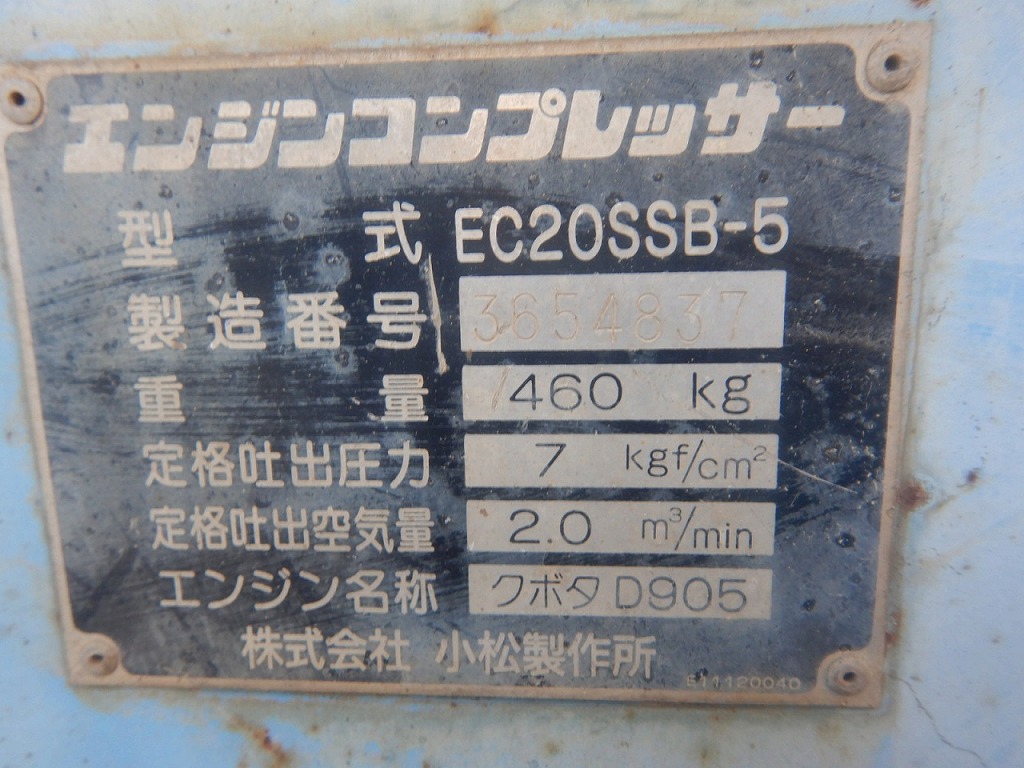 エンジンコンプレッサー
型式 EC20SSB-5
製造番号 3654837
重量 460 kg
定格吐出圧力 7 kgf/cm²
定格吐出空気量 2.0 m³/min
エンジン名称 クボタ D905
株式会社 小松製作所
E11120040